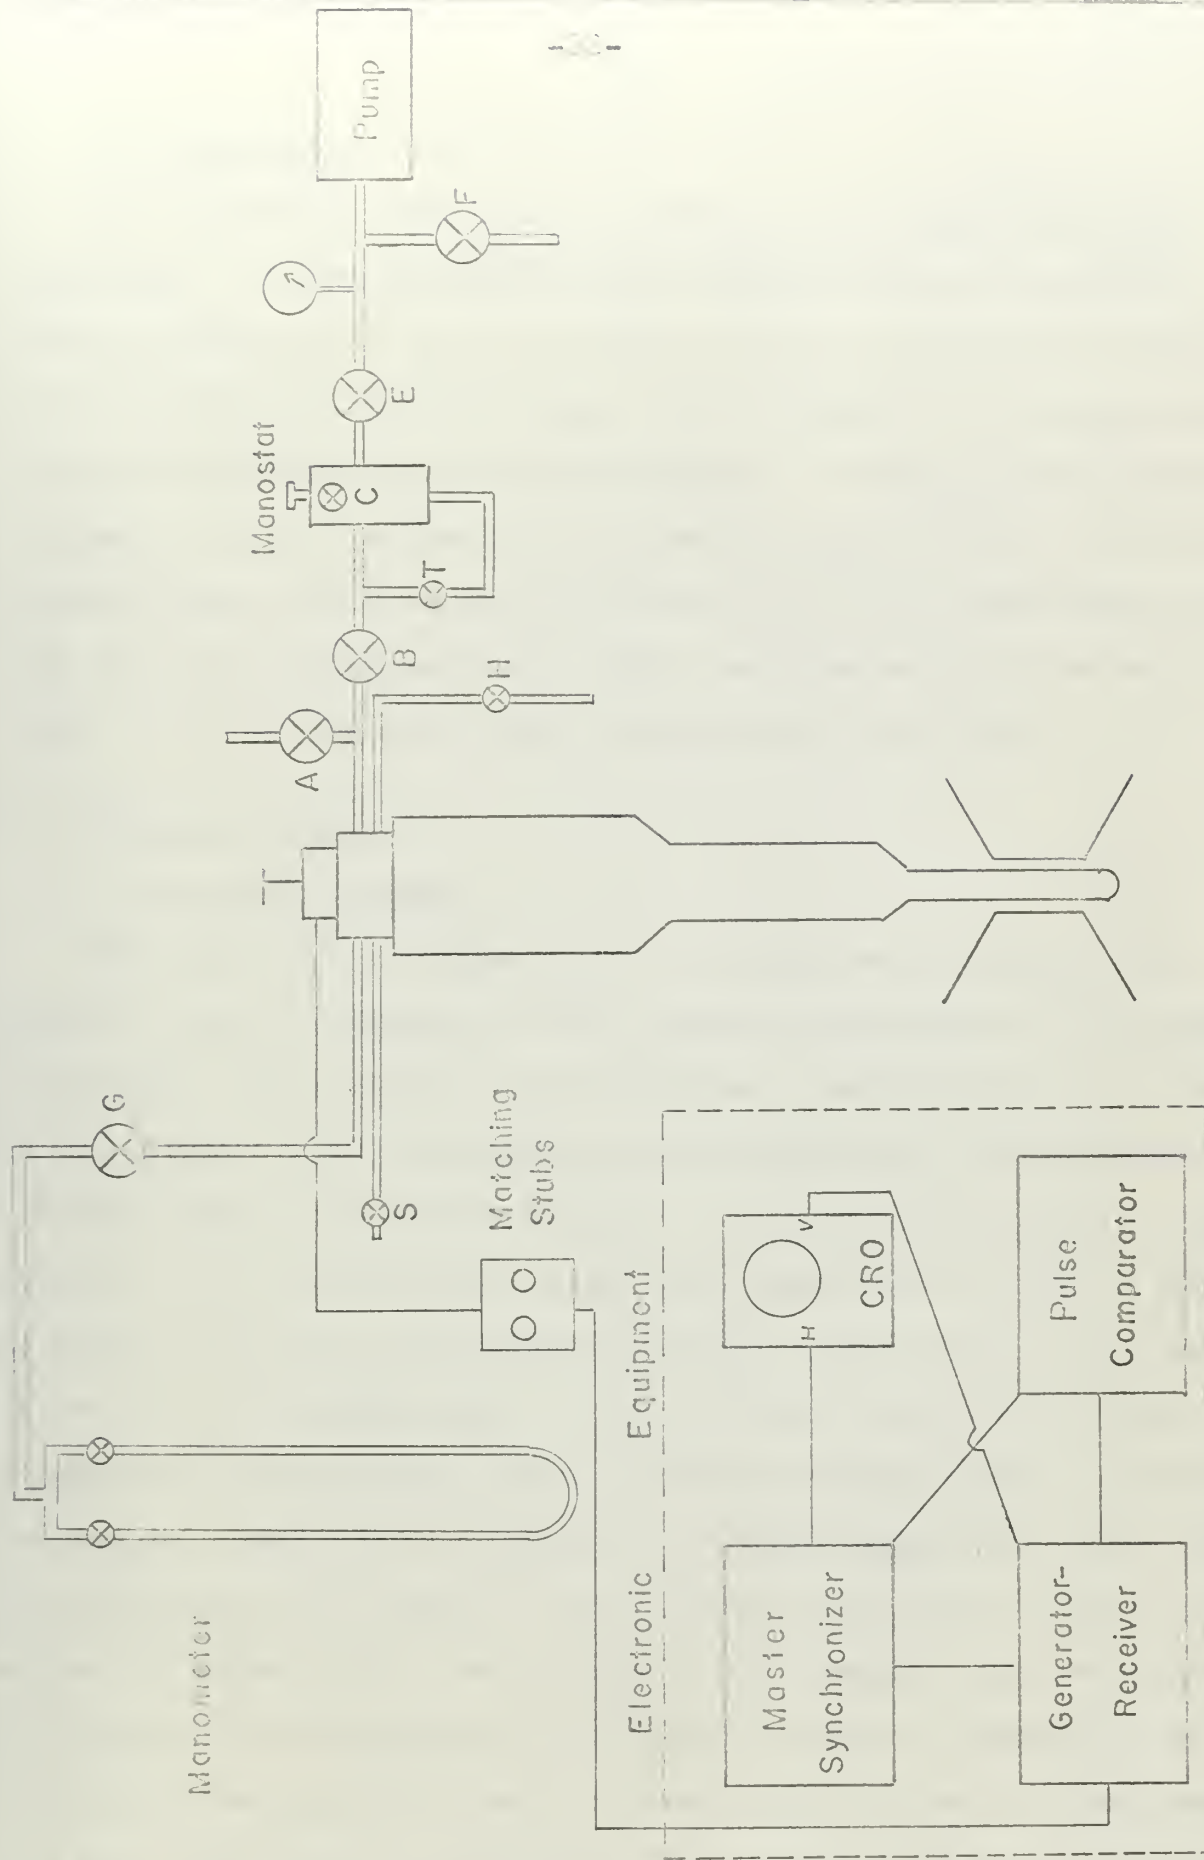 Pump
F
E
Manostat
C
T
B
H
A
G
S
Matching
Stubs
Manometer
Electronic Equipment
Master
Synchronizer
H
V
CRO
Generator-
Receiver
Pulse
Comparator